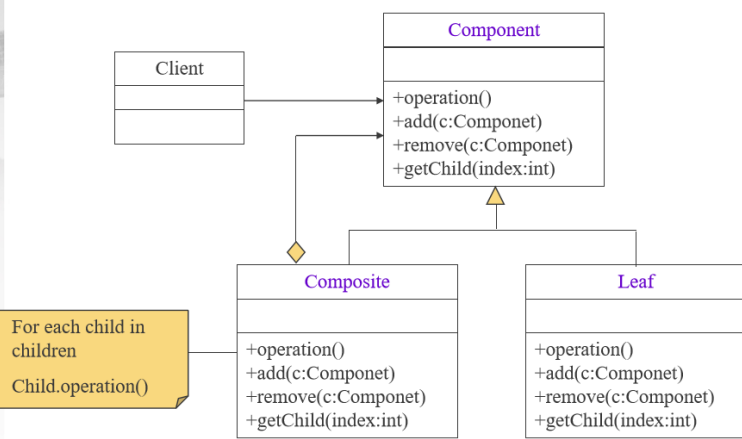 Component
Client
+operation()
+add(c:Componet)
+remove(c:Componet)
+getChild(index:int)
Composite
Leaf
For each child in
children
Child.operation()
+operation()
+add(c:Componet)
+remove(c:Componet)
+getChild(index:int)
+operation()
+add(c:Componet)
+remove(c:Componet)
+getChild(index:int)